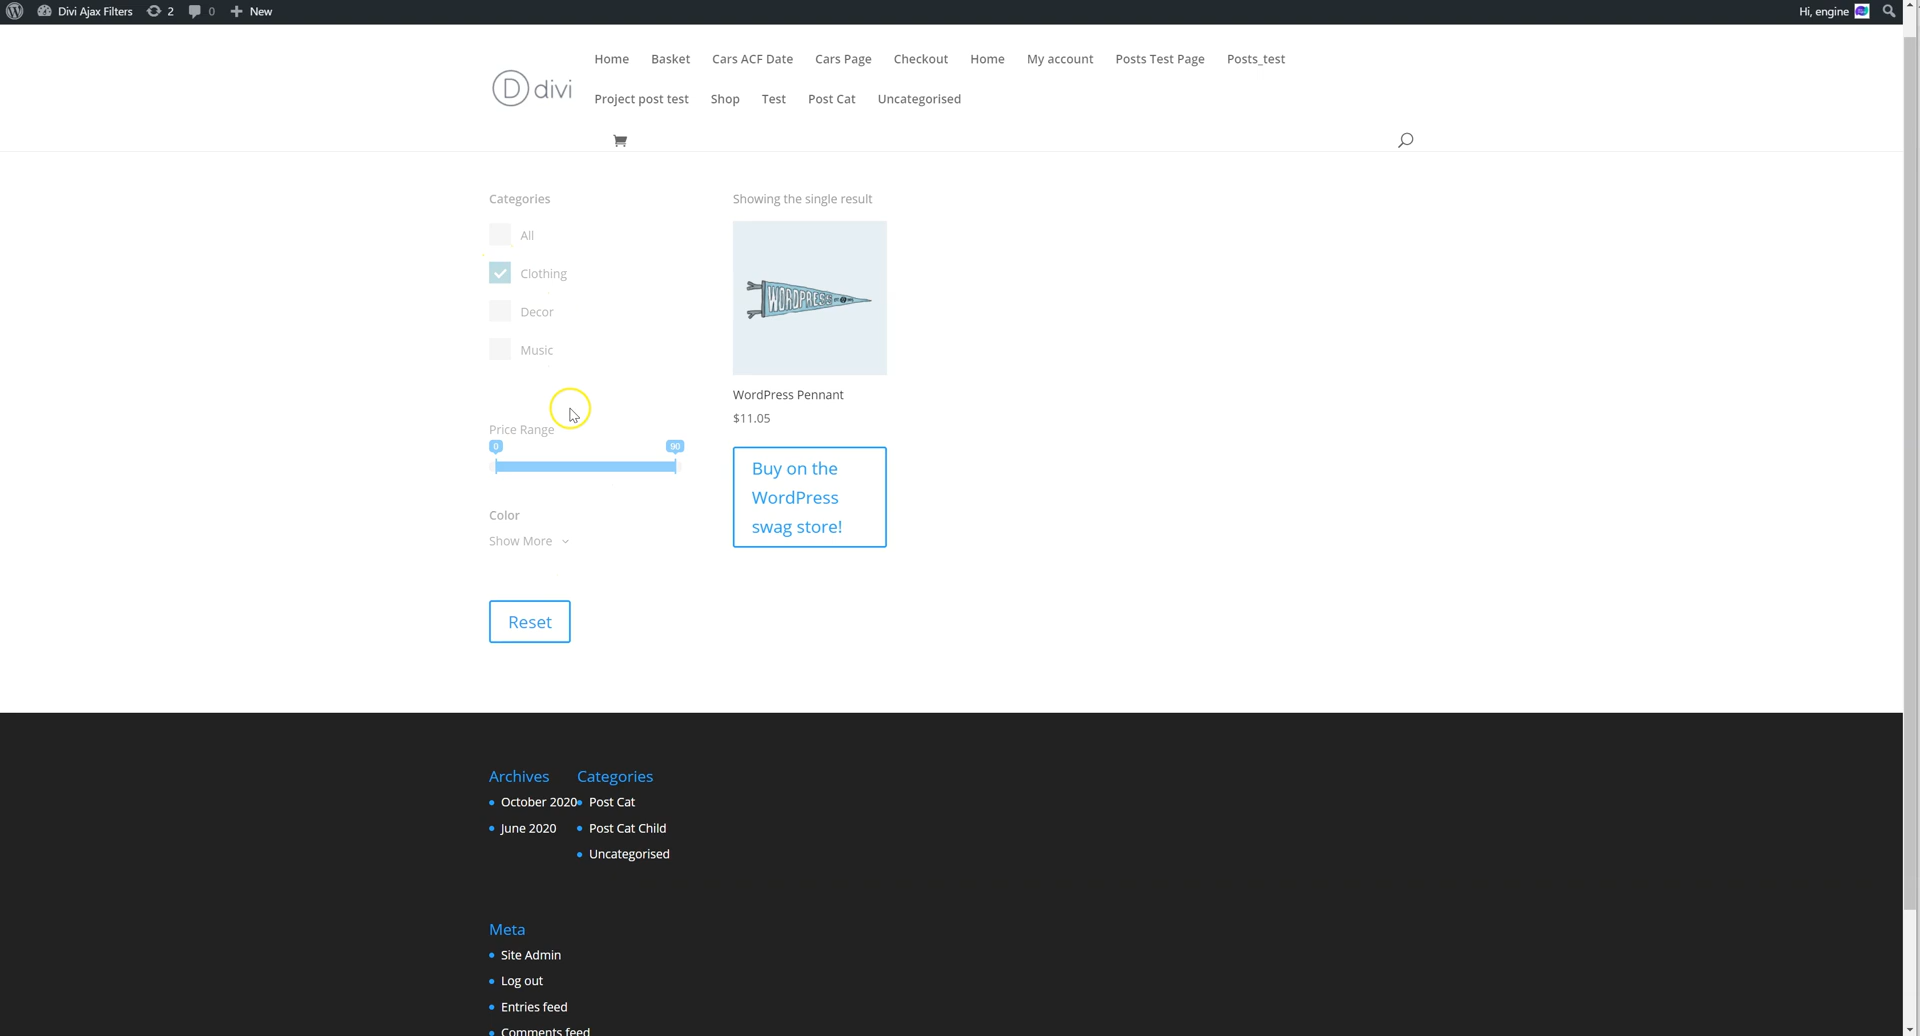 Divi Ajax Filters 2 0 New Hi, engine
Home Basket Cars ACF Date Cars Page Checkout Home My account Posts Test Page Posts_test
D divi
Project post test Shop Test Post Cat Uncategorised
Categories
All
Clothing
Decor
Music
Price Range
0 90
Color
Show More
Reset
Showing the single result
WORDPRESS
WordPress Pennant
$11.05
Buy on the
WordPress
swag store!
Archives
October 2020
June 2020
Categories
Post Cat
Post Cat Child
Uncategorised
Meta
Site Admin
Log out
Entries feed
Comments feed